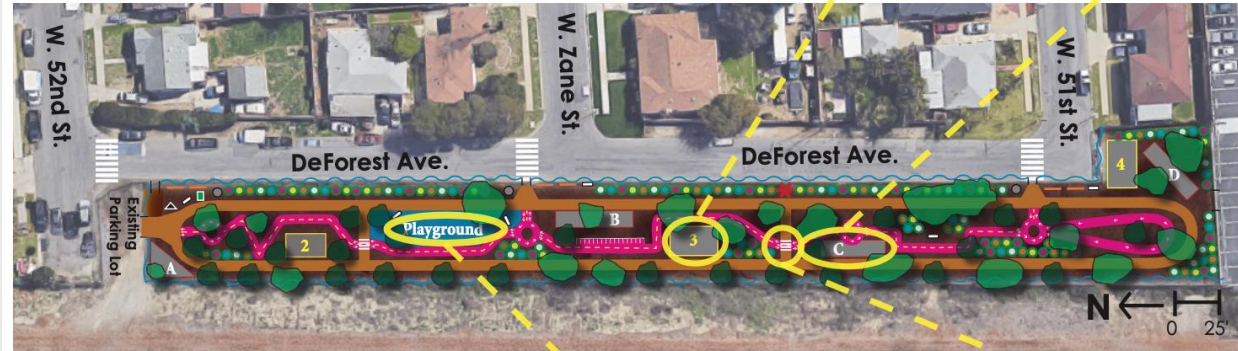 W. 52nd St.
W. Zane St.
W. 51st St.
DeForest Ave.
DeForest Ave.
Existing
Parking Lot
4
D
Playground
B
3
2
C
A
N
0 25'